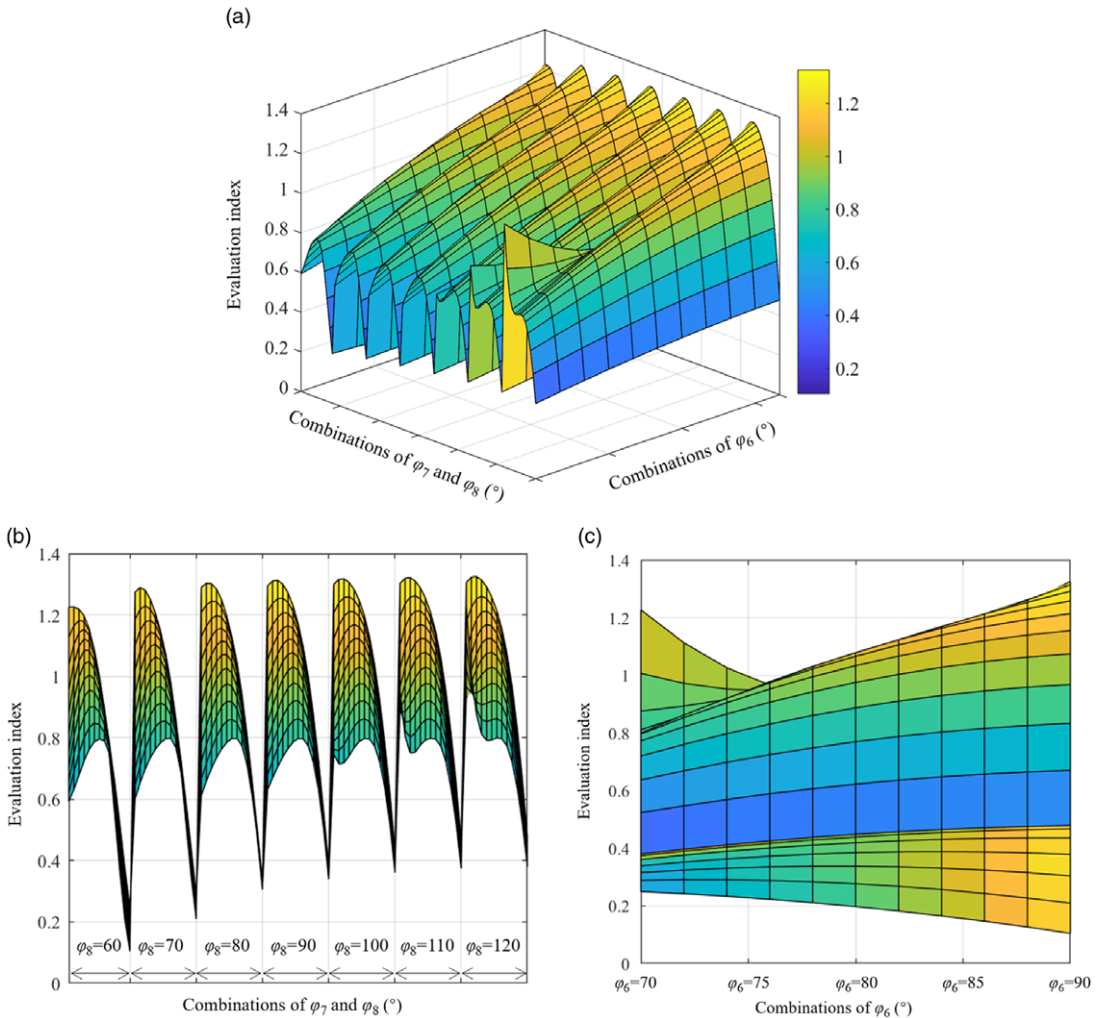 (a)
1.4
1.2
1
0.8
0.6
0.4
0.2
0
Evaluation index
Combinations of φ7 and φ8 (°)
Combinations of φ6 (°)
1.2
1
0.8
0.6
0.4
0.2
(b)
1.4
1.2
1
0.8
0.6
0.4
0.2
0
Evaluation index
φ8=60 φ8=70 φ8=80 φ8=90 φ8=100 φ8=110 φ8=120
Combinations of φ7 and φ8 (°)
(c)
1.4
1.2
1
0.8
0.6
0.4
0.2
0
Evaluation index
φ6=70 φ6=75 φ6=80 φ6=85 φ6=90
Combinations of φ6 (°)